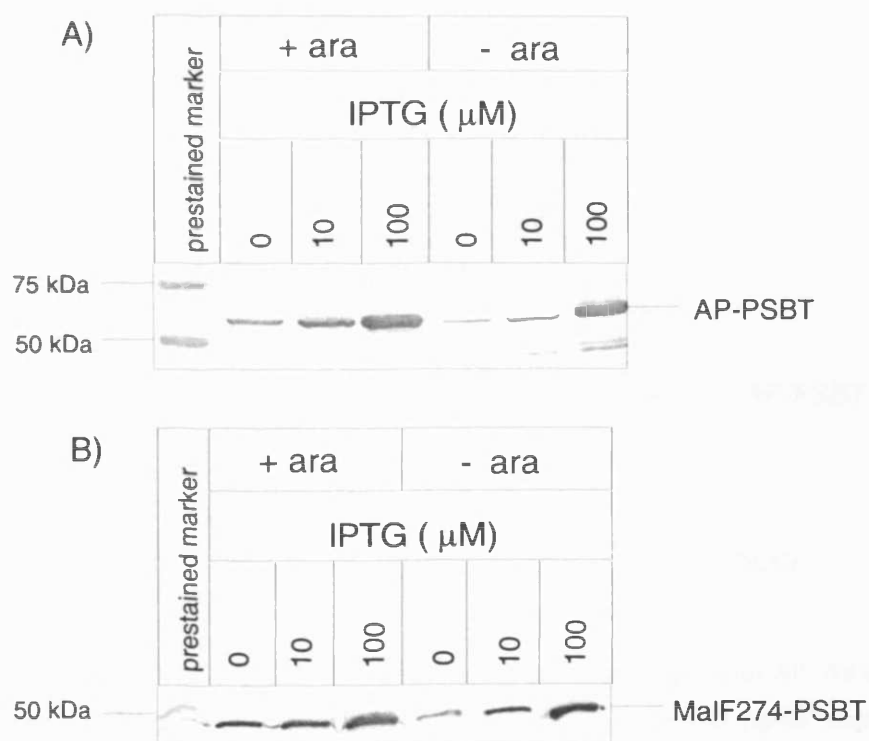 A)
prestained marker
+ ara
- ara
IPTG ( μM)
0
10
100
0
10
100
75 kDa
50 kDa
AP-PSBT
B)
prestained marker
+ ara
- ara
IPTG ( μM)
0
10
100
0
10
100
50 kDa
MalF274-PSBT